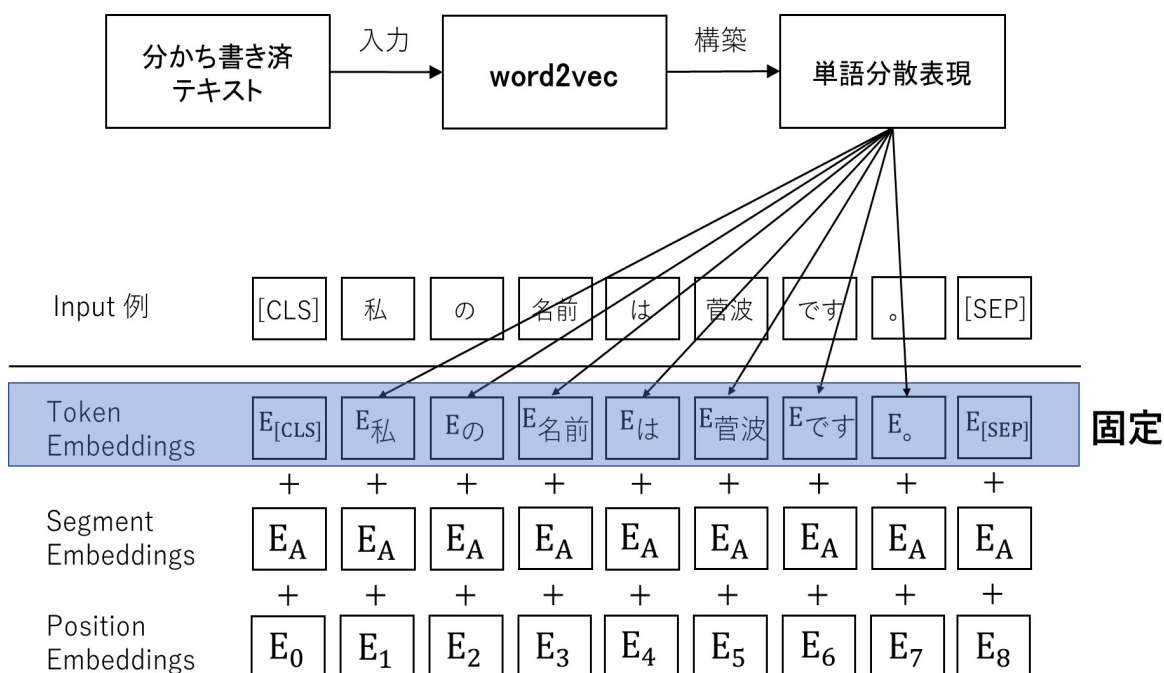 分かち書き済
テキスト
入力
word2vec
構築
単語分散表現
Input 例
[CLS] 私 の 名前 は 菅波 です 。 [SEP]
Token
Embeddings
E[CLS] E私 Eの E名前 Eは E菅波 Eです E。 E[SEP]
固定
+ + + + + + + + +
Segment
Embeddings
EA EA EA EA EA EA EA EA EA
+ + + + + + + + +
Position
Embeddings
E0 E1 E2 E3 E4 E5 E6 E7 E8